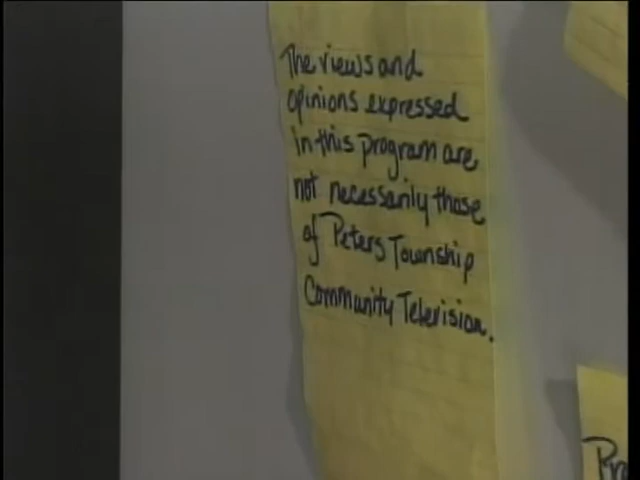 The views and
opinions expressed
in this program are
not necessarily those
of Peters Township
Community Television.